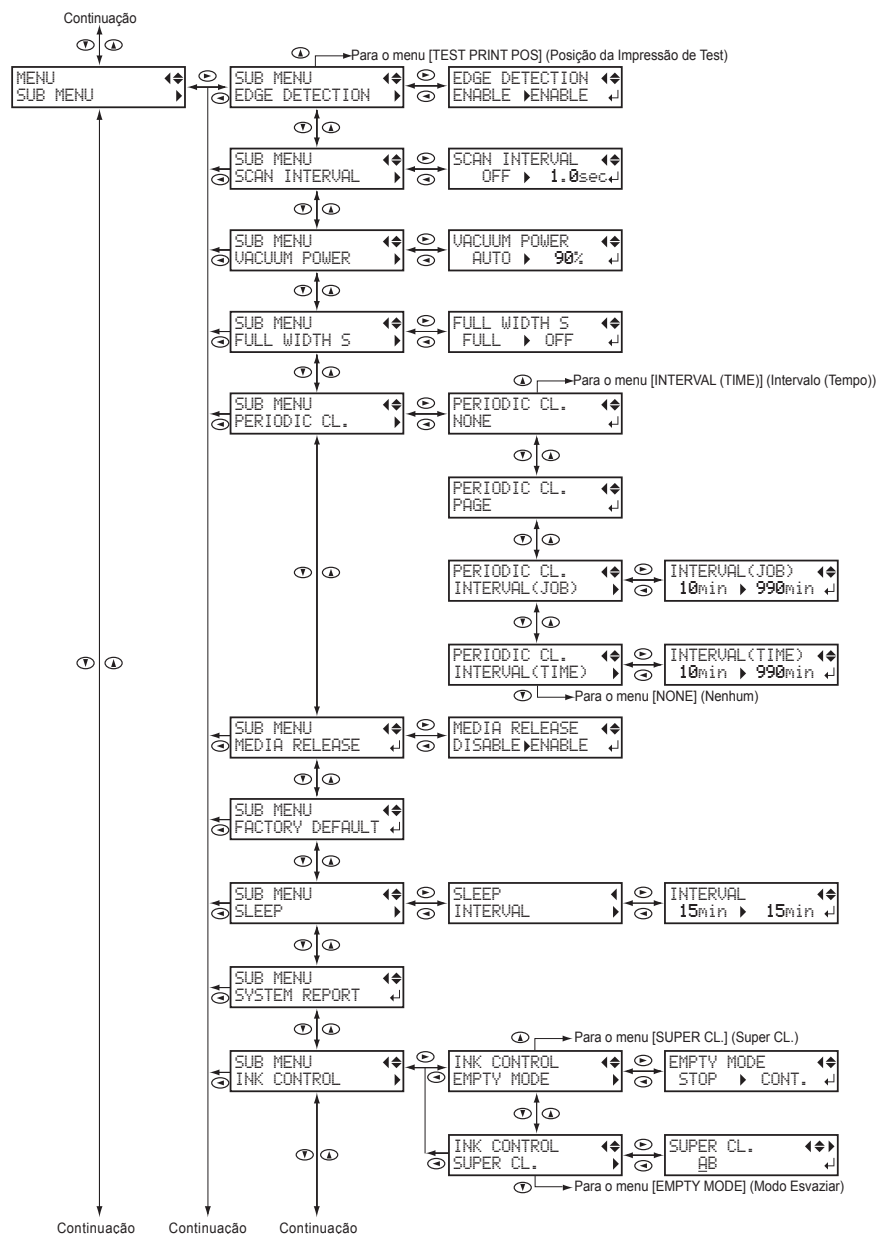 Continuação
Para o menu [TEST PRINT POS] (Posição da Impressão de Test)
MENU
SUB MENU
SUB MENU
EDGE DETECTION
EDGE DETECTION
ENABLE ENABLE
SUB MENU
SCAN INTERVAL
SCAN INTERVAL
OFF 1.0sec
SUB MENU
VACUUM POWER
VACUUM POWER
AUTO 90%
SUB MENU
FULL WIDTH S
FULL WIDTH S
FULL OFF
Para o menu [INTERVAL (TIME)] (Intervalo (Tempo))
SUB MENU
PERIODIC CL.
PERIODIC CL.
NONE
PERIODIC CL.
PAGE
PERIODIC CL.
INTERVAL(JOB)
INTERVAL(JOB)
10min 990min
PERIODIC CL.
INTERVAL(TIME)
INTERVAL(TIME)
10min 990min
Para o menu [NONE] (Nenhum)
SUB MENU
MEDIA RELEASE
MEDIA RELEASE
DISABLE ENABLE
SUB MENU
FACTORY DEFAULT
SUB MENU
SLEEP
SLEEP
INTERVAL
INTERVAL
15min 15min
SUB MENU
SYSTEM REPORT
Para o menu [SUPER CL.] (Super CL.)
SUB MENU
INK CONTROL
INK CONTROL
EMPTY MODE
EMPTY MODE
STOP CONT.
INK CONTROL
SUPER CL.
SUPER CL.
AB
Para o menu [EMPTY MODE] (Modo Esvaziar)
Continuação Continuação Continuação